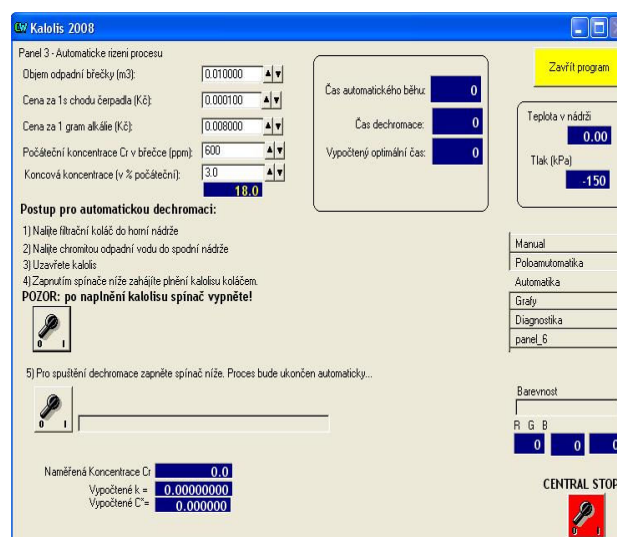 Kalolis 2008
Panel 3 - Automaticke rizeni procesu
Objem odpadní břečky (m3): 0.010000
Cena za 1s chodu čerpadla (Kč): 0.000100
Cena za 1 gram alkálie (Kč): 0.008000
Počáteční koncentrace Cr v břečce (ppm): 600
Koncová koncentrace (v % počáteční): 3.0
18.0
Čas automatického běhu: 0
Čas dechromace: 0
Vypočtený optimální čas: 0
Zavřít program
Teplota v nádrži
0.00
Tlak (kPa)
-150
Postup pro automatickou dechromaci:
1) Nalijte filtrační koláč do horní nádrže
2) Nalijte chromitou odpadní vodu do spodní nádrže
3) Uzavřete kalolis
4) Zapnutím spínače níže zahájíte plnění kalolisu koláčem.
POZOR: po naplnění kalolisu spínač vypněte!
0 I
Manual
Poloamutomatika
Automatika
Grafy
Diagnostika
panel_6
5) Pro spuštění dechromace zapněte spínač níže. Proces bude ukončen automaticky...
0 I
Barevnost
R G B
0 0 0
Naměřená Koncentrace Cr 0.0
Vypočtené k = 0.00000000
Vypočtené C*= 0.000000
CENTRAL STOP
0 I